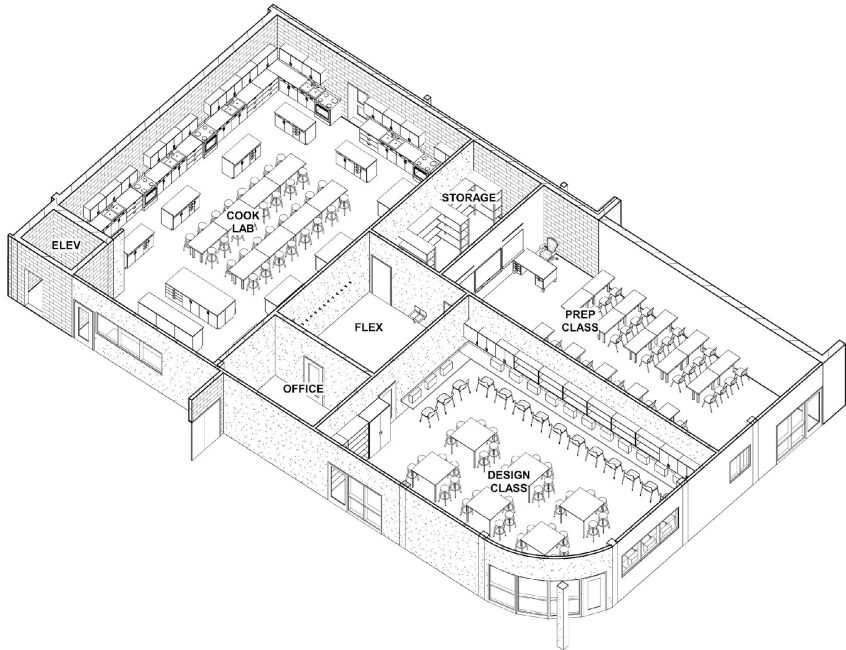 STORAGE
COOK
LAB
ELEV
PREP
CLASS
FLEX
OFFICE
DESIGN
CLASS